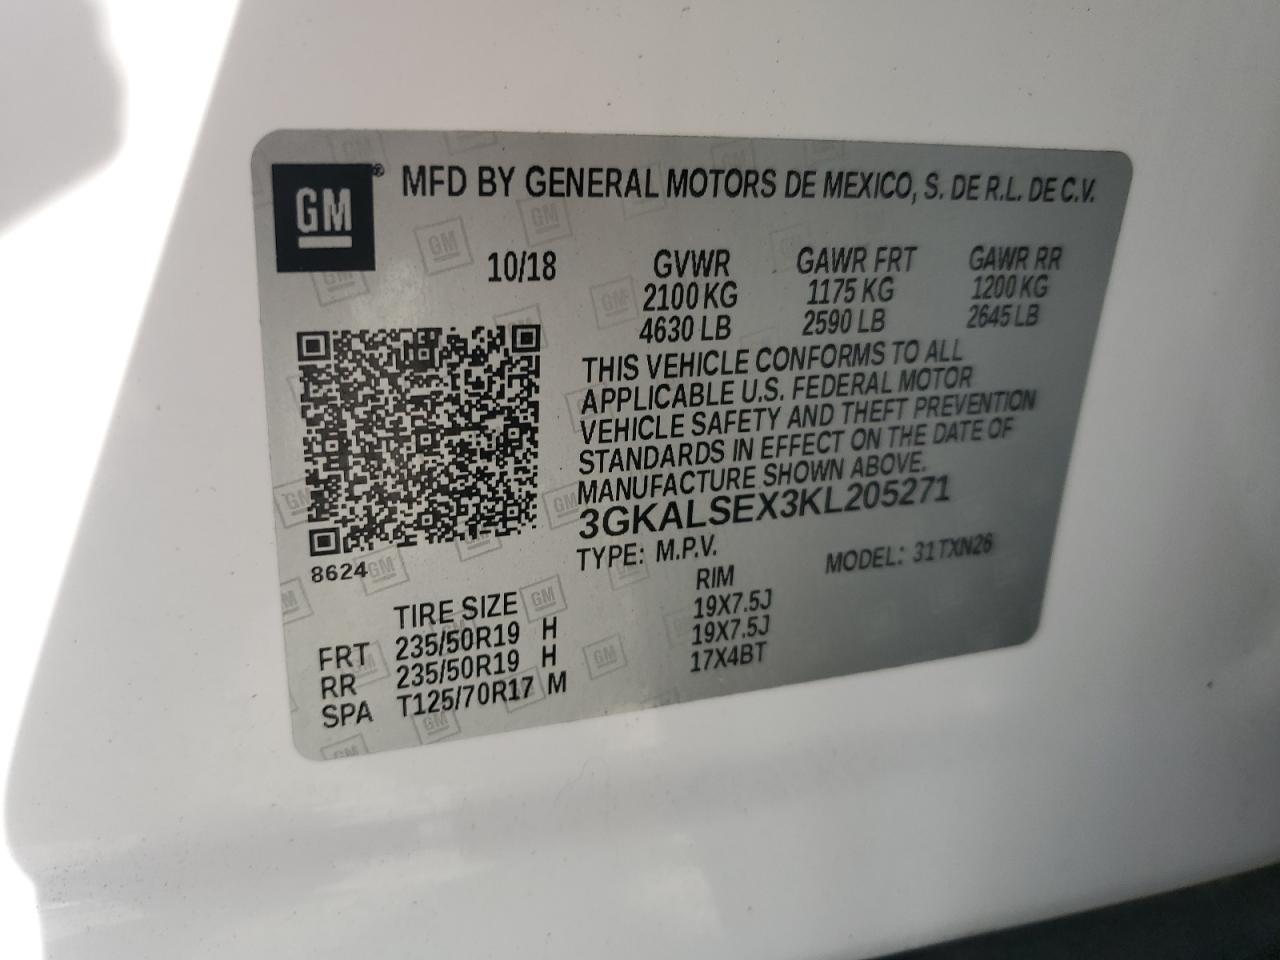 GM ® MFD BY GENERAL MOTORS DE MEXICO, S. DE R.L. DE C.V.
10/18 GVWR GAWR FRT GAWR RR
2100 KG 1175 KG 1200 KG
4630 LB 2590 LB 2645 LB
THIS VEHICLE CONFORMS TO ALL
APPLICABLE U.S. FEDERAL MOTOR
VEHICLE SAFETY AND THEFT PREVENTION
STANDARDS IN EFFECT ON THE DATE OF
MANUFACTURE SHOWN ABOVE.
3GKALSEX3KL205271
TYPE: M.P.V. MODEL: 31TXN26
8624
TIRE SIZE RIM
FRT 235/50R19 H 19X7.5J
RR 235/50R19 H 19X7.5J
SPA T125/70R17 M 17X4BT